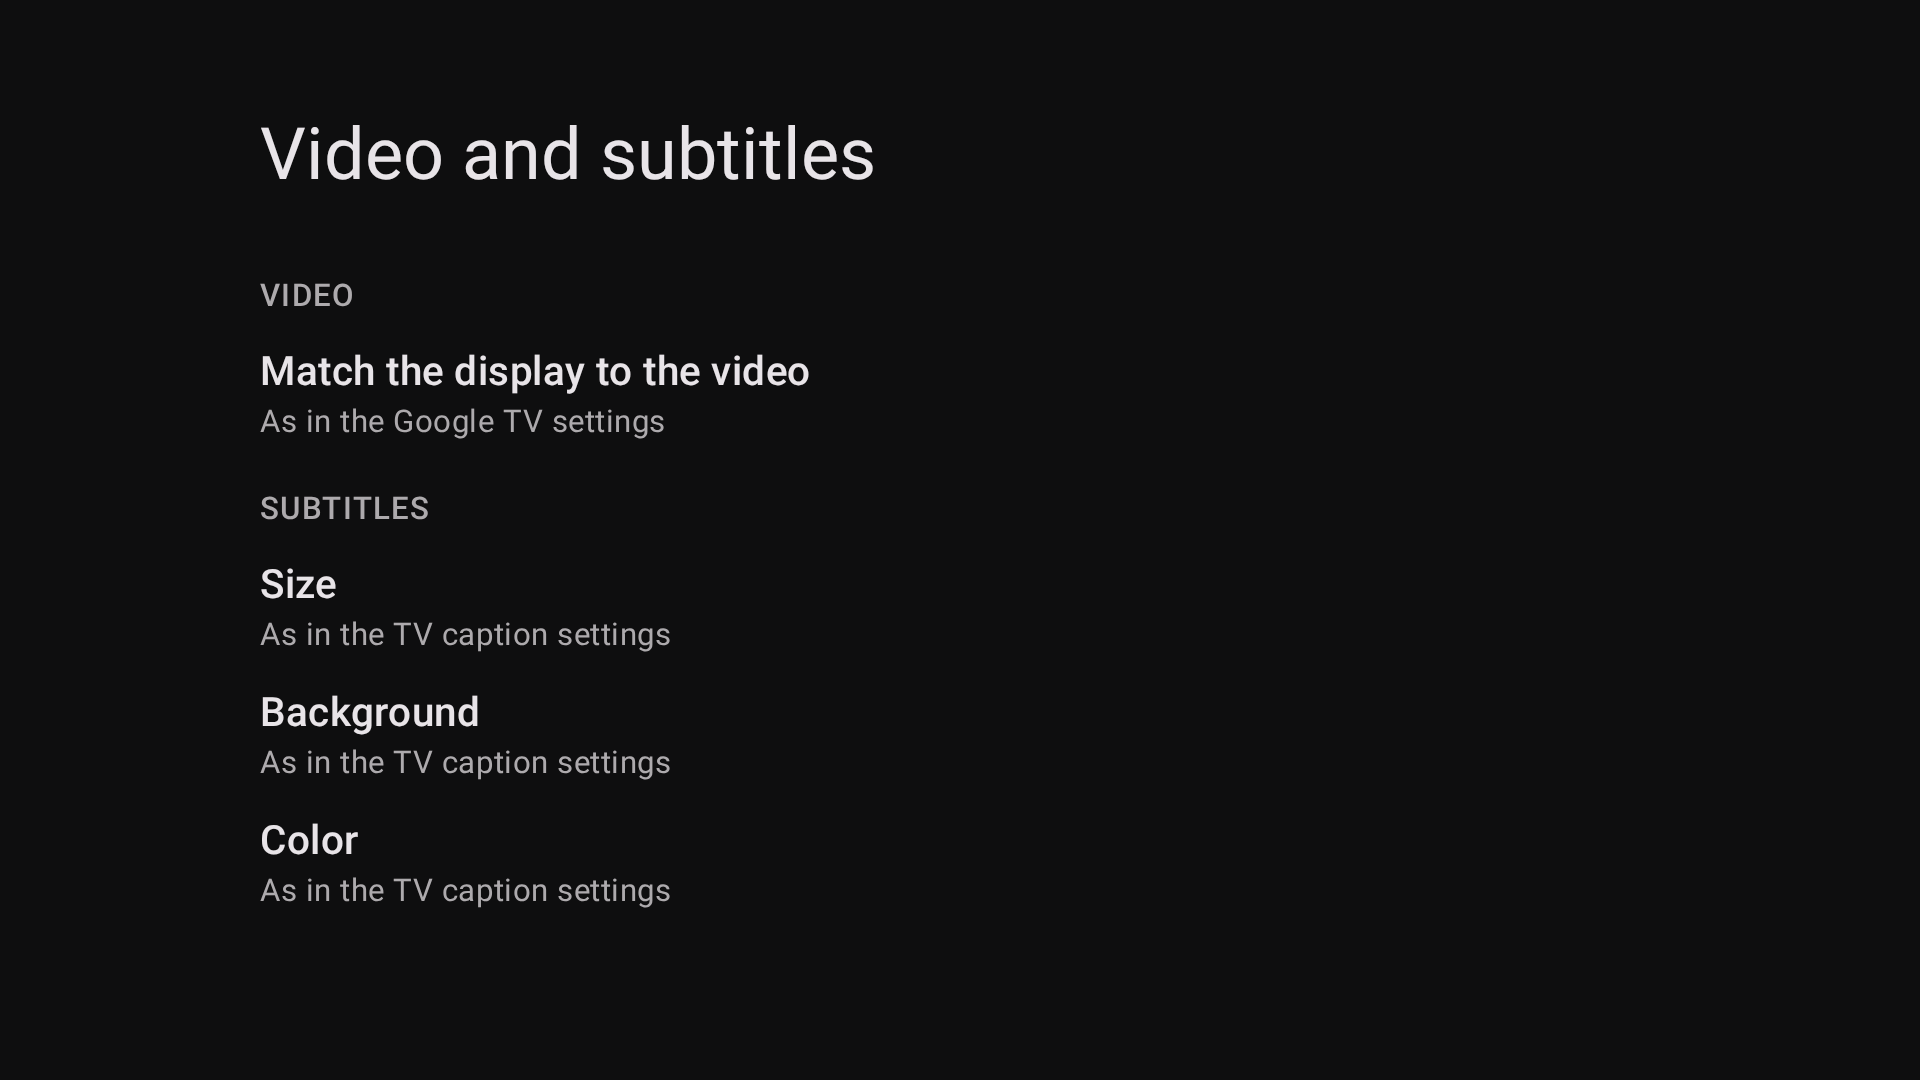 Video and subtitles
VIDEO
Match the display to the video
As in the Google TV settings
SUBTITLES
Size
As in the TV caption settings
Background
As in the TV caption settings
Color
As in the TV caption settings